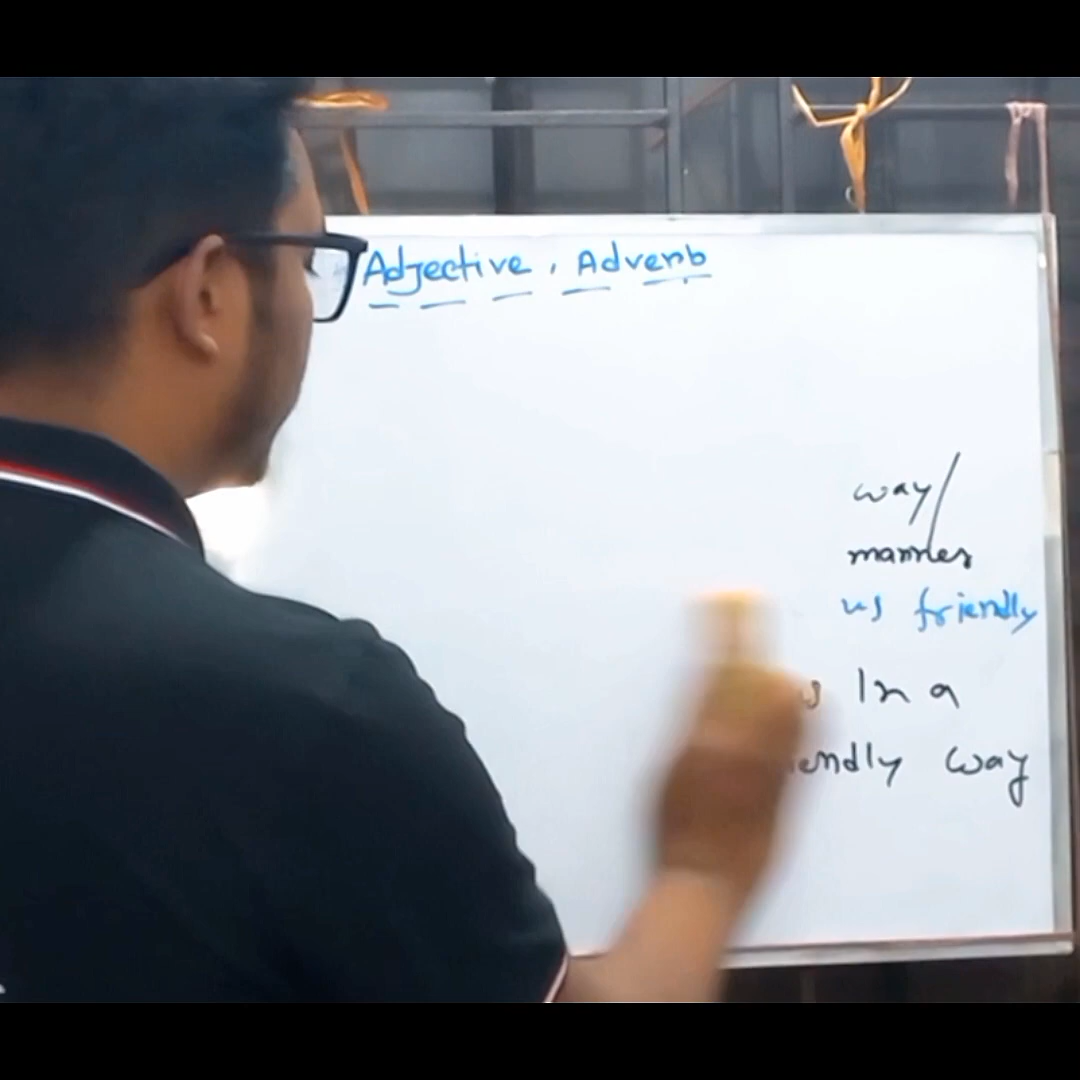 Adjective, Adverb
way/
manner
us friendly
In a
way